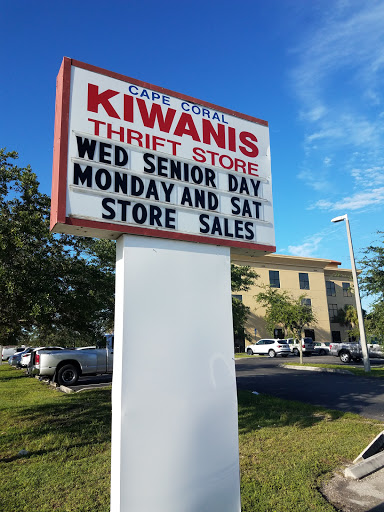 CAPE CORAL
KIWANIS
THRIFT STORE
WED SENIOR DAY
MONDAY AND SAT
STORE SALES